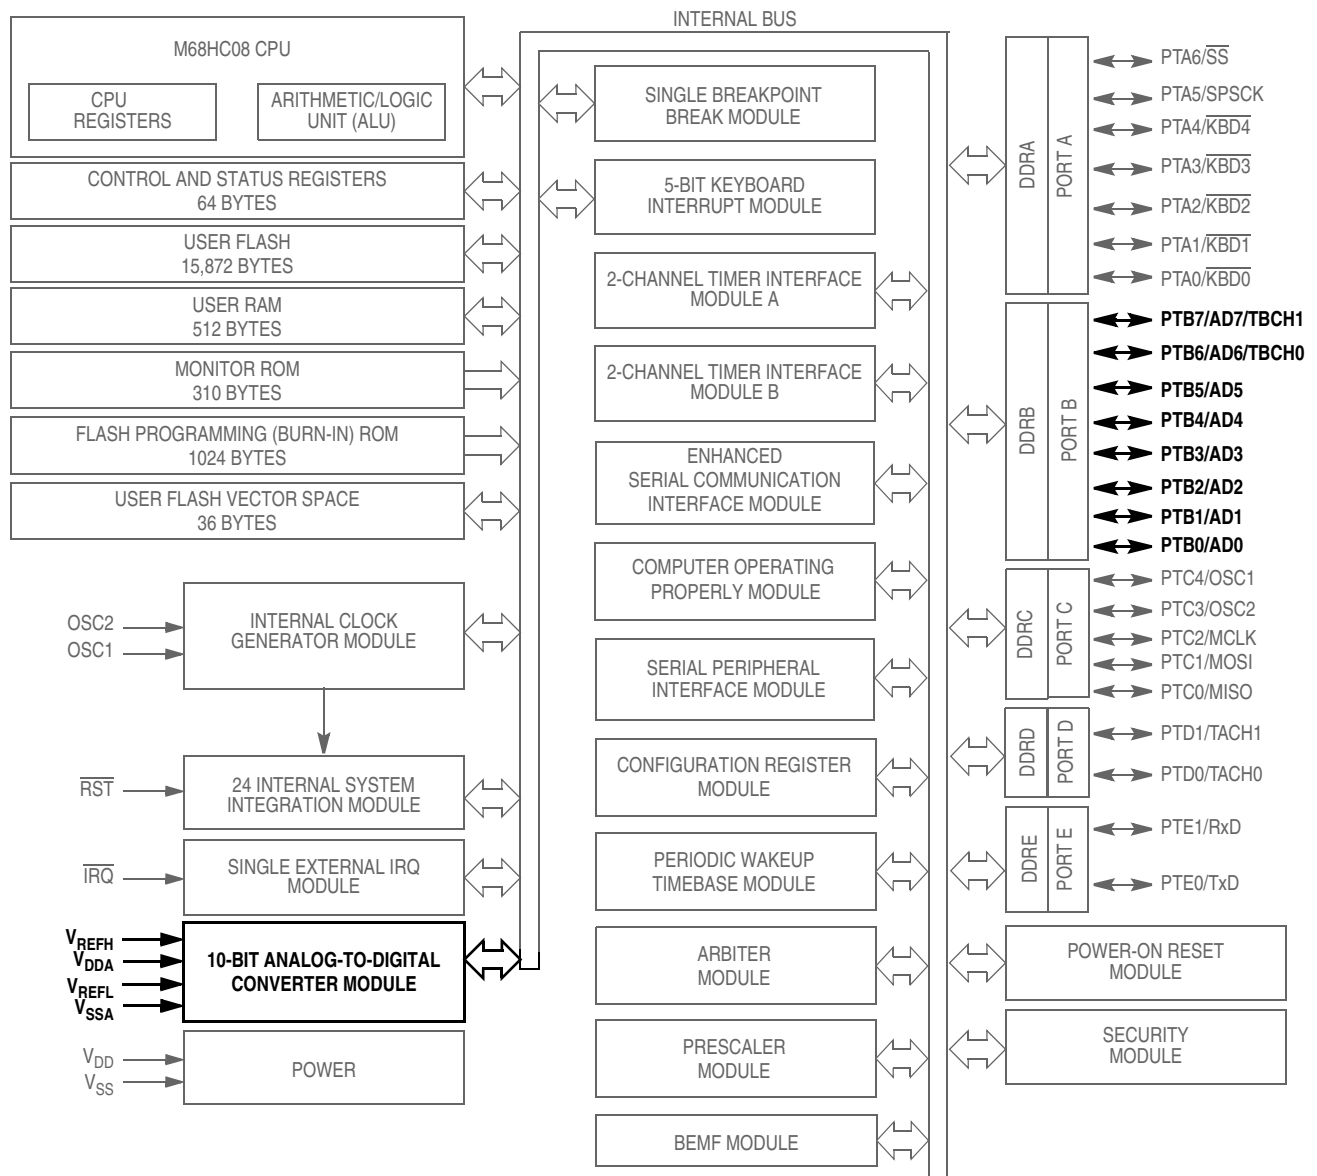 INTERNAL BUS
M68HC08 CPU
CPU
REGISTERS
ARITHMETIC/LOGIC
UNIT (ALU)
CONTROL AND STATUS REGISTERS
64 BYTES
USER FLASH
15,872 BYTES
USER RAM
512 BYTES
MONITOR ROM
310 BYTES
FLASH PROGRAMMING (BURN-IN) ROM
1024 BYTES
USER FLASH VECTOR SPACE
36 BYTES
OSC2
OSC1
INTERNAL CLOCK
GENERATOR MODULE
RST
24 INTERNAL SYSTEM
INTEGRATION MODULE
IRQ
SINGLE EXTERNAL IRQ
MODULE
VREFH
VDDA
VREFL
VSSA
10-BIT ANALOG-TO-DIGITAL
CONVERTER MODULE
VDD
VSS
POWER
SINGLE BREAKPOINT
BREAK MODULE
5-BIT KEYBOARD
INTERRUPT MODULE
2-CHANNEL TIMER INTERFACE
MODULE A
2-CHANNEL TIMER INTERFACE
MODULE B
ENHANCED
SERIAL COMMUNICATION
INTERFACE MODULE
COMPUTER OPERATING
PROPERLY MODULE
SERIAL PERIPHERAL
INTERFACE MODULE
CONFIGURATION REGISTER
MODULE
PERIODIC WAKEUP
TIMEBASE MODULE
ARBITER
MODULE
PRESCALER
MODULE
BEMF MODULE
DDRA
PORT A
PTA6/SS
PTA5/SPSCK
PTA4/KBD4
PTA3/KBD3
PTA2/KBD2
PTA1/KBD1
PTA0/KBD0
DDRB
PORT B
PTB7/AD7/TBCH1
PTB6/AD6/TBCH0
PTB5/AD5
PTB4/AD4
PTB3/AD3
PTB2/AD2
PTB1/AD1
PTB0/AD0
DDRC
PORT C
PTC4/OSC1
PTC3/OSC2
PTC2/MCLK
PTC1/MOSI
PTC0/MISO
DDRD
PORT D
PTD1/TACH1
PTD0/TACH0
DDRE
PORT E
PTE1/RxD
PTE0/TxD
POWER-ON RESET
MODULE
SECURITY
MODULE